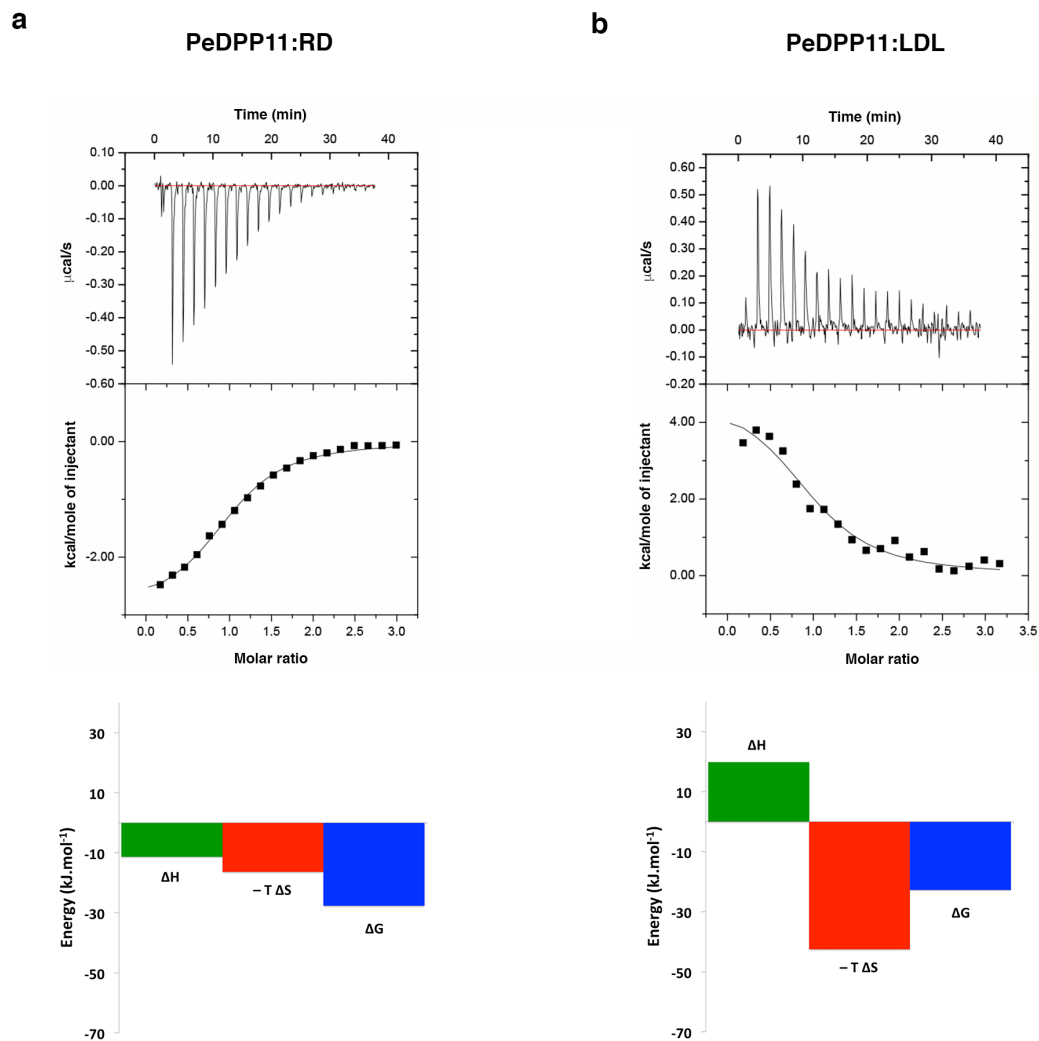 a
PeDPP11:RD
Time (min)
0 10 20 30 40
0.10
0.00
-0.10
-0.20
-0.30
-0.40
-0.50
-0.60
μcal/s
0.00
-2.00
kcal/mole of injectant
0.0 0.5 1.0 1.5 2.0 2.5 3.0
Molar ratio
30
10
-10
-30
-50
-70
Energy (kJ.mol-1)
ΔH
– T ΔS
ΔG
b
PeDPP11:LDL
Time (min)
0 10 20 30 40
0.60
0.50
0.40
0.30
0.20
0.10
0.00
-0.10
-0.20
μcal/s
4.00
2.00
0.00
kcal/mole of injectant
0.0 0.5 1.0 1.5 2.0 2.5 3.0 3.5
Molar ratio
30
10
-10
-30
-50
-70
Energy (kJ.mol-1)
ΔH
– T ΔS
ΔG